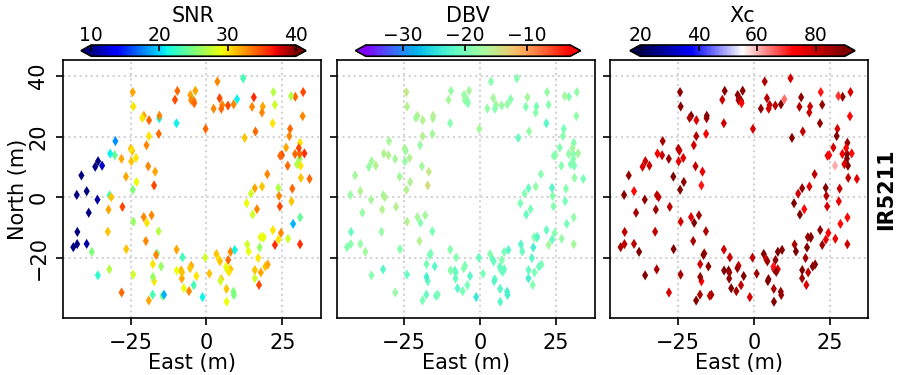 SNR DBV Xc
10 20 30 40 −30 −20 −10 20 40 60 80
40
20
0
−20
North (m)
IR5211
−25 0 25 −25 0 25 −25 0 25
East (m) East (m) East (m)